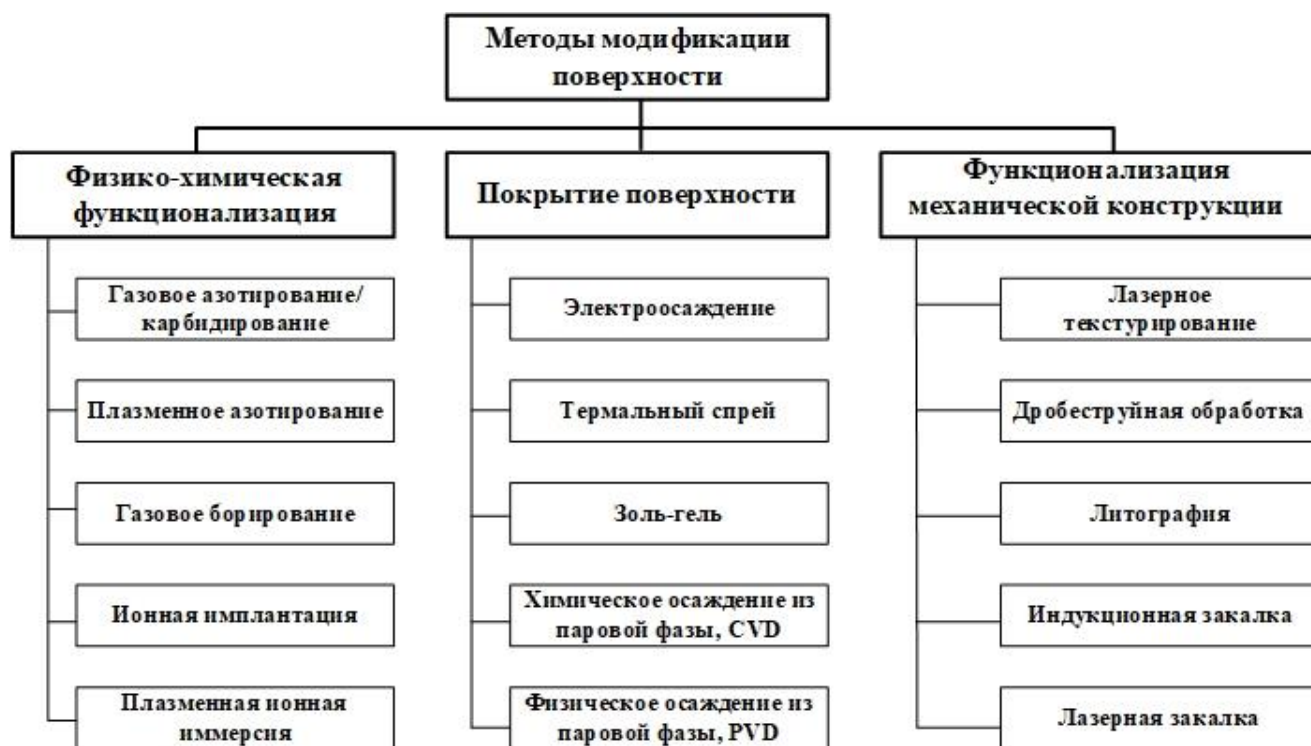 Методы модификации
поверхности
Физико-химическая
функционализация
Газовое азотирование/
карбидирование
Плазменное азотирование
Газовое борирование
Ионная имплантация
Плазменная ионная
иммерсия
Покрытие поверхности
Электроосаждение
Термальный спрей
Золь-гель
Химическое осаждение из
паровой фазы, CVD
Физическое осаждение из
паровой фазы, PVD
Функционализация
механической конструкции
Лазерное
текстурирование
Дробеструйная обработка
Литография
Индукционная закалка
Лазерная закалка